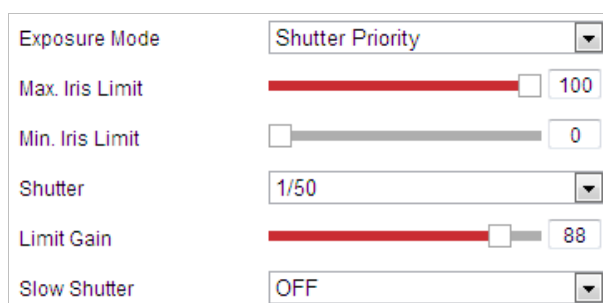 Exposure Mode Shutter Priority
Max. Iris Limit 100
Min. Iris Limit 0
Shutter 1/50
Limit Gain 88
Slow Shutter OFF